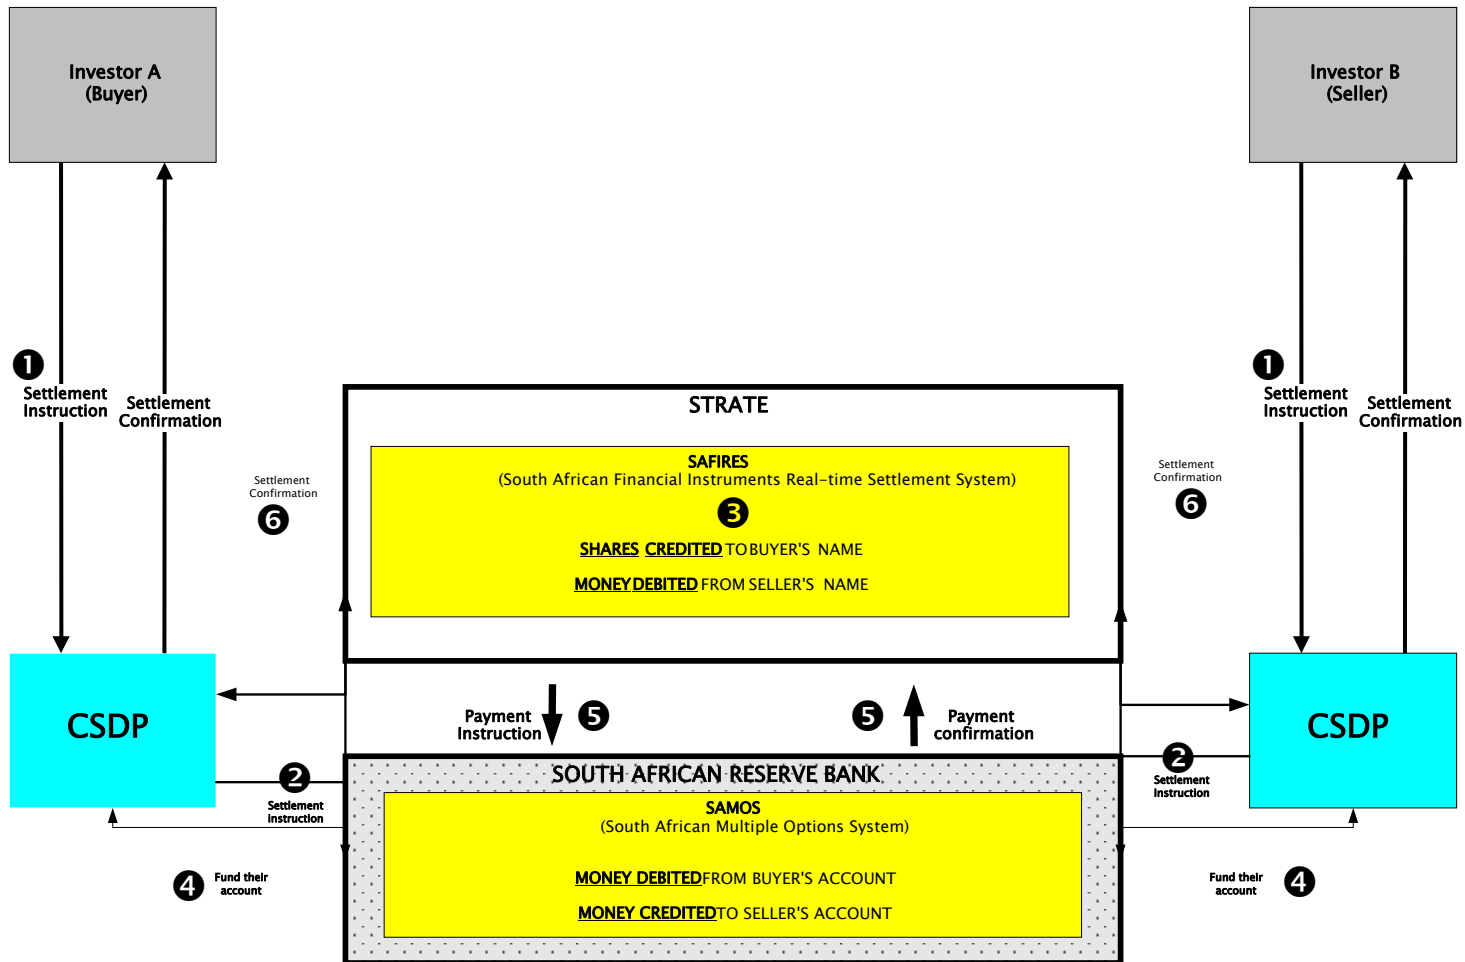 Investor A
(Buyer)
Investor B
(Seller)
❶
Settlement
Instruction
Settlement
Confirmation
❶
Settlement
Instruction
Settlement
Confirmation
STRATE
SAFIRES
(South African Financial Instruments Real-time Settlement System)
❸
SHARES CREDITED TO BUYER'S NAME
MONEY DEBITED FROM SELLER'S NAME
Settlement
Confirmation
❻
Settlement
Confirmation
❻
CSDP
CSDP
Payment
Instruction
❺
❺
Payment
confirmation
❷
Settlement
Instruction
❷
Settlement
Instruction
SOUTH AFRICAN RESERVE BANK
SAMOS
(South African Multiple Options System)
MONEY DEBITED FROM BUYER'S ACCOUNT
MONEY CREDITED TO SELLER'S ACCOUNT
❹
Fund their
account
Fund their
account
❹